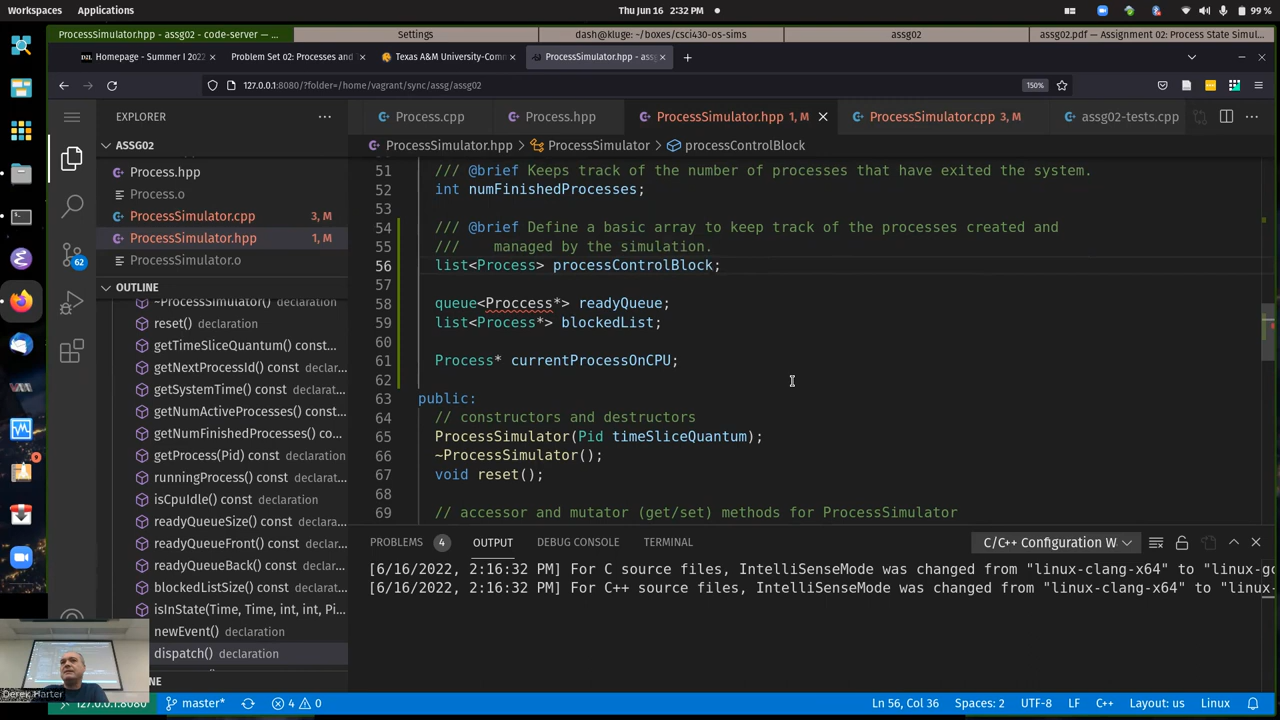 Workspaces Applications Thu Jun 16 2:32 PM 99 %
ProcessSimulator.hpp - assg02 - code-server — ... Settings dash@kluge: ~/boxes/csci430-os-sims assg02 assg02.pdf — Assignment 02: Process State Simul...
Homepage - Summer I 2022 Problem Set 02: Processes and Texas A&M University-Comm ProcessSimulator.hpp - assg
127.0.0.1:8080/?folder=/home/vagrant/sync/assg/assg02 150%
EXPLORER ... Process.cpp Process.hpp ProcessSimulator.hpp 1, M ProcessSimulator.cpp 3, M assg02-tests.cpp
ASSG02 ProcessSimulator.hpp > ProcessSimulator > processControlBlock
Process.hpp
Process.o
ProcessSimulator.cpp 3, M
ProcessSimulator.hpp 1, M
ProcessSimulator.o
OUTLINE
~ProcessSimulator() declaration
reset() declaration
getTimeSliceQuantum() const...
getNextProcessId() const decl...
getSystemTime() const declar...
getNumActiveProcesses() const...
getNumFinishedProcesses() co...
getProcess(Pid) declaration
runningProcess() const declar...
isCpuIdle() const declaration
readyQueueSize() const declara...
readyQueueFront() const decl...
readyQueueBack() const decla...
blockedListSize() const declara...
isInState(Time, Time, int, int, Pi...
newEvent() declaration
dispatch() declaration
62
9
51 /// @brief Keeps track of the number of processes that have exited the system.
52 int numFinishedProcesses;
53
54 /// @brief Define a basic array to keep track of the processes created and
55 /// managed by the simulation.
56 list<Process> processControlBlock;
57
58 queue<Proccess*> readyQueue;
59 list<Process*> blockedList;
60
61 Process* currentProcessOnCPU;
62
63 public:
64 // constructors and destructors
65 ProcessSimulator(Pid timeSliceQuantum);
66 ~ProcessSimulator();
67 void reset();
68
69 // accessor and mutator (get/set) methods for ProcessSimulator
PROBLEMS 4 OUTPUT DEBUG CONSOLE TERMINAL C/C++ Configuration W
[6/16/2022, 2:16:32 PM] For C source files, IntelliSenseMode was changed from "linux-clang-x64" to "linux-gc
[6/16/2022, 2:16:32 PM] For C++ source files, IntelliSenseMode was changed from "linux-clang-x64" to "linux-
Derek Harter
127.0.0.1:8080 master* 4 0 Ln 56, Col 36 Spaces: 2 UTF-8 LF C++ Layout: us Linux